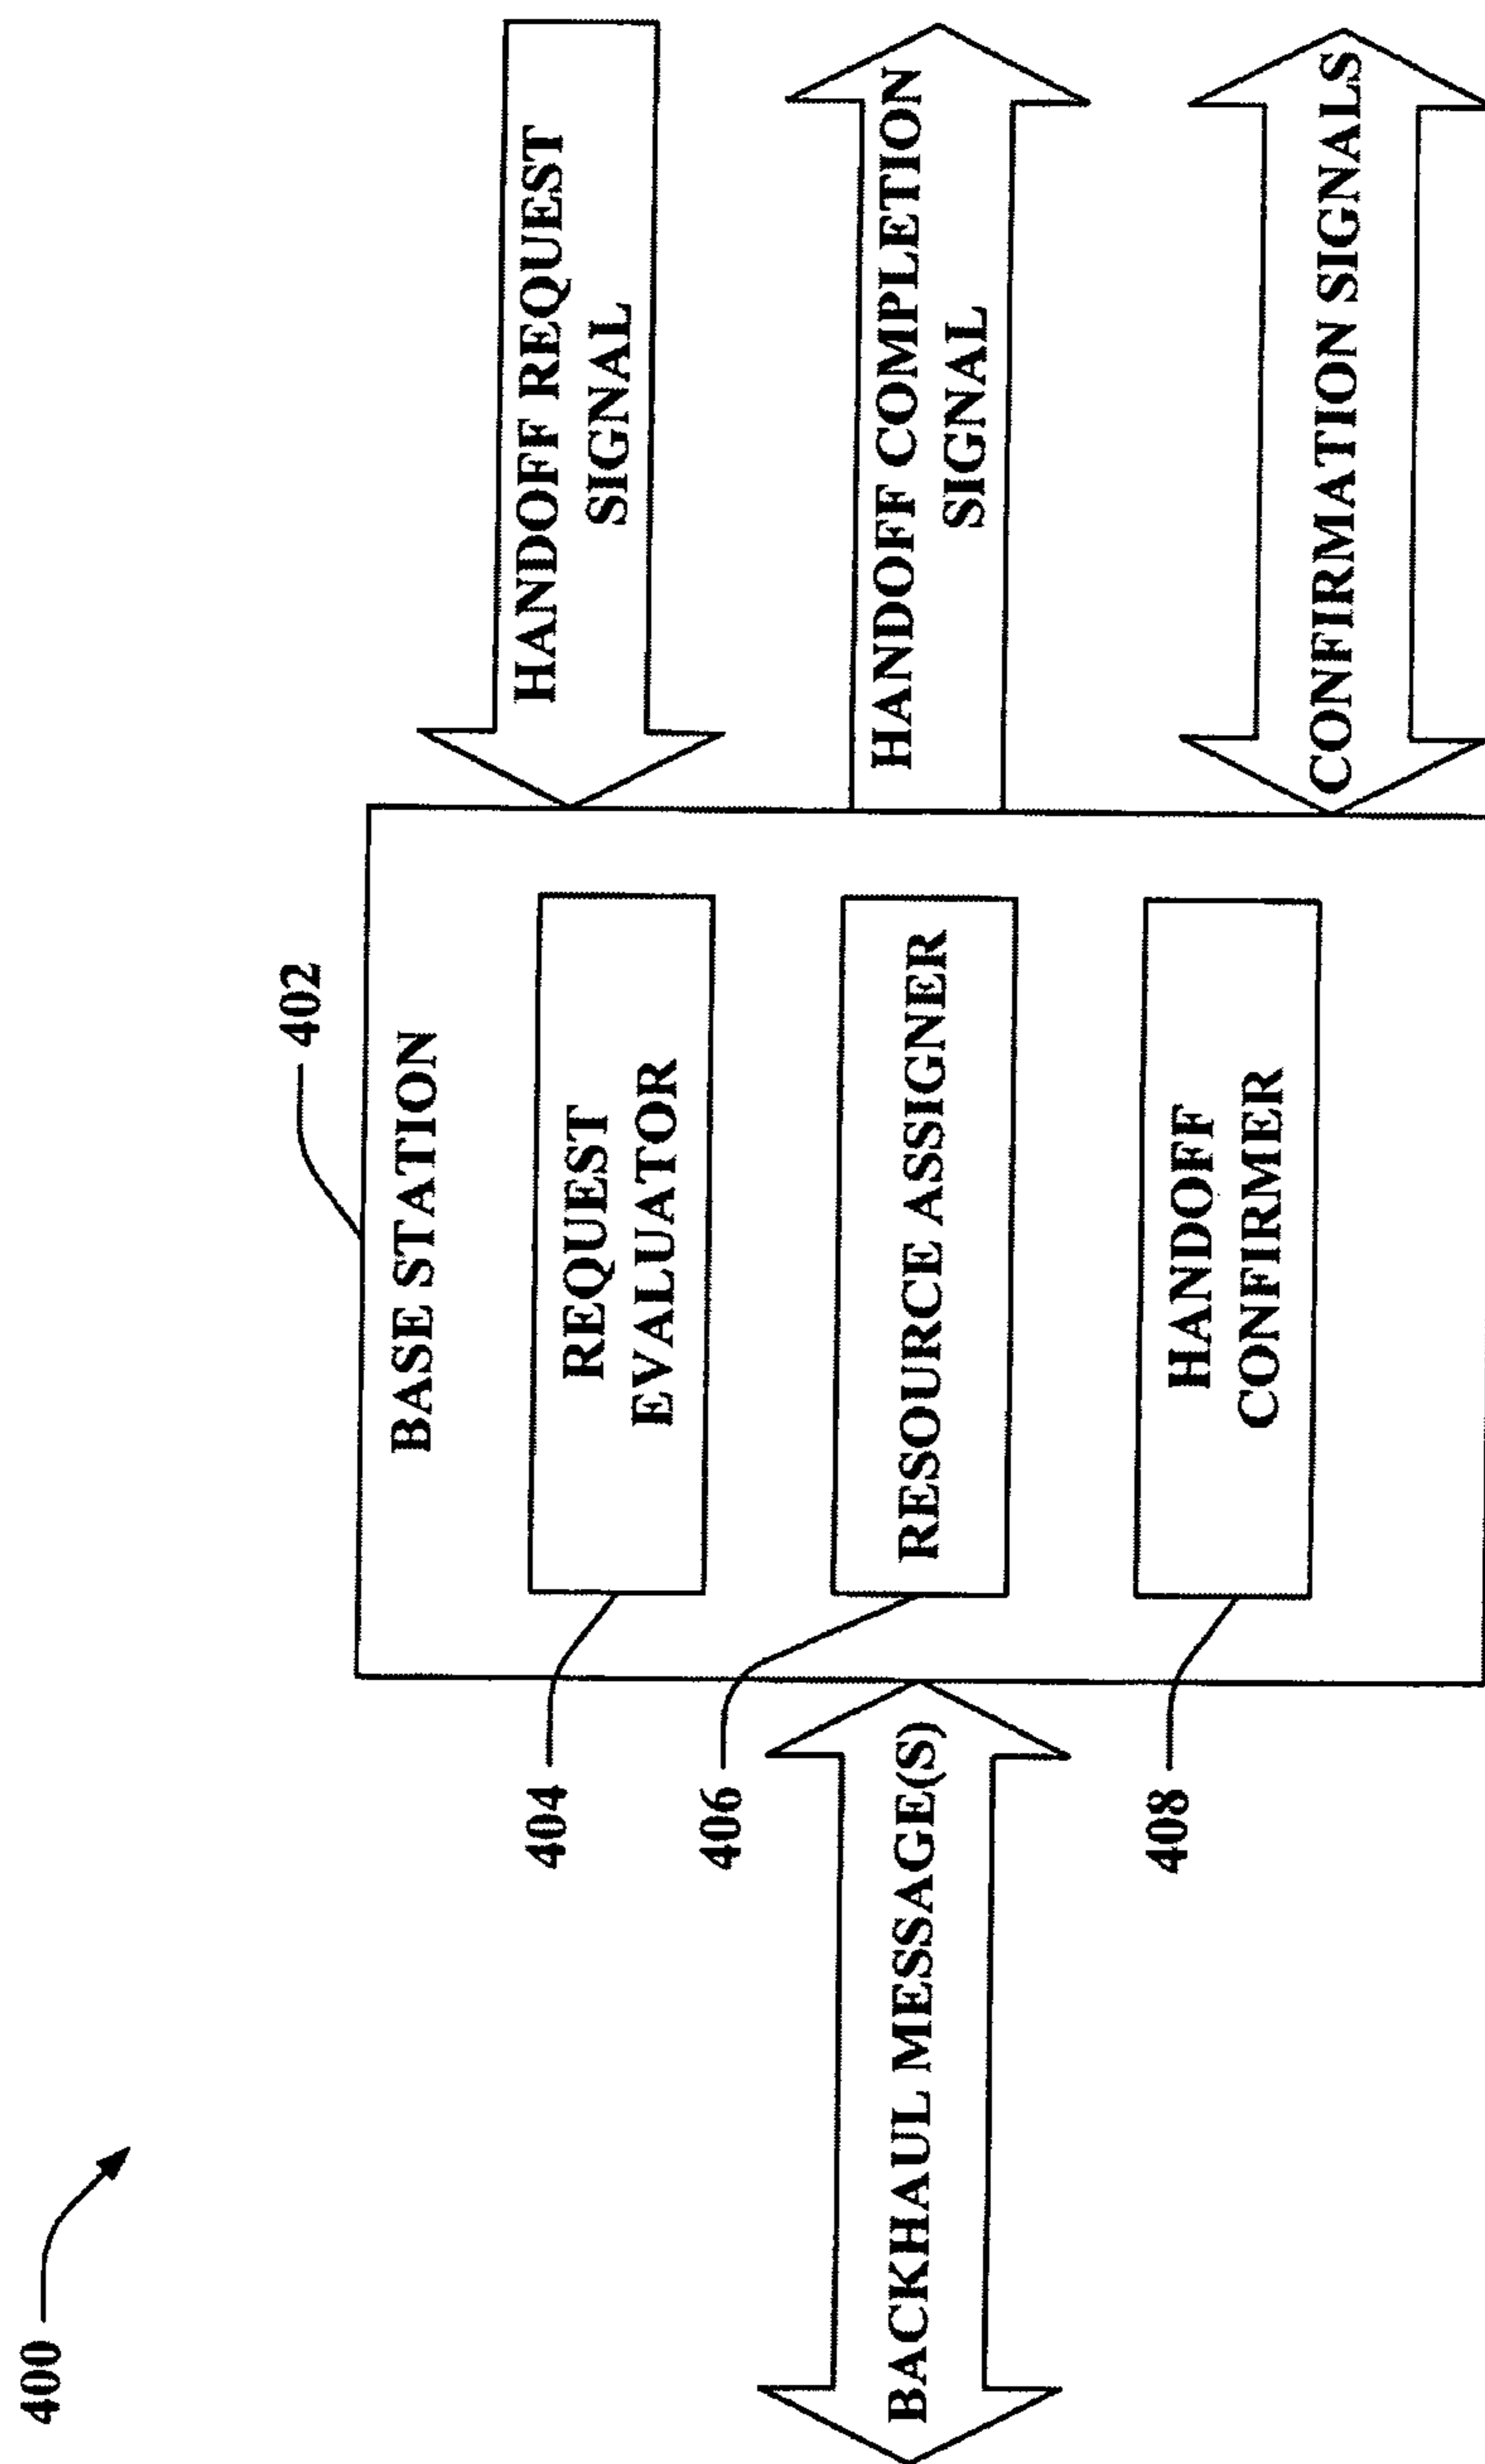 400
402
BASE STATION
REQUEST
EVALUATOR
RESOURCE ASSIGNER
HANDOFF
CONFIRMER
404
406
408
BACKHAUL MESSAGE(S)
HANDOFF REQUEST
SIGNAL
HANDOFF COMPLETION
SIGNAL
CONFIRMATION SIGNALS